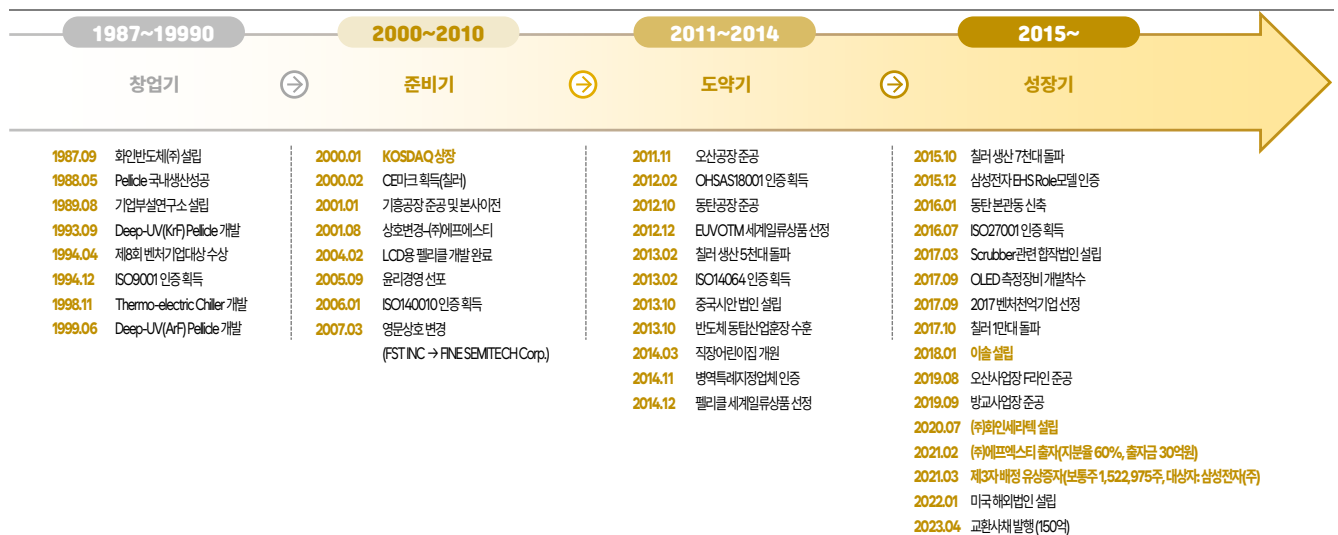 1987~19990
창업기
1987.09 화인반도체㈜ 설립
1988.05 Pellicle 국내생산성공
1989.08 기업부설연구소 설립
1993.09 Deep-UV(KrF) Pellicle 개발
1994.04 제8회 벤처기업대상 수상
1994.12 ISO9001 인증 획득
1998.11 Thermo-electric Chiller 개발
1999.06 Deep-UV(ArF) Pellicle 개발
2000~2010
준비기
2000.01 KOSDAQ 상장
2000.02 CE마크 획득(칠러)
2001.01 기흥공장 준공 및 본사이전
2001.08 상호변경-㈜에프에스티
2004.02 LCD용 펠리클 개발 완료
2005.09 윤리경영 선포
2006.01 ISO140010 인증 획득
2007.03 영문상호 변경
(FST INC → FINE SEMITECH Corp.)
2011~2014
도약기
2011.11 오산공장 준공
2012.02 OHSAS18001 인증 획득
2012.10 동탄공장 준공
2012.12 EUVOTM 세계일류상품 선정
2013.02 칠러 생산 5천대 돌파
2013.02 ISO14064 인증 획득
2013.10 중국시안 법인 설립
2013.10 반도체 동탑산업훈장 수훈
2014.03 직장어린이집 개원
2014.11 병역특례지정업체 인증
2014.12 펠리클 세계일류상품 선정
2015~
성장기
2015.10 칠러 생산 7천대 돌파
2015.12 삼성전자 EHS Role모델 인증
2016.01 동탄 본관동 신축
2016.07 ISO27001 인증 획득
2017.03 Scrubber관련 합작법인 설립
2017.09 OLED 측정장비 개발착수
2017.09 2017 벤처천억기업 선정
2017.10 칠러 1만대 돌파
2018.01 이솔 설립
2019.08 오산사업장 F라인 준공
2019.09 방교사업장 준공
2020.07 ㈜화인세라텍 설립
2021.02 ㈜에프엑스티 출자(지분율 60%, 출자금 30억원)
2021.03 제3자 배정 유상증자(보통주 1,522,975주, 대상자: 삼성전자(주)
2022.01 미국 해외법인 설립
2023.04 교환사채 발행 (150억)